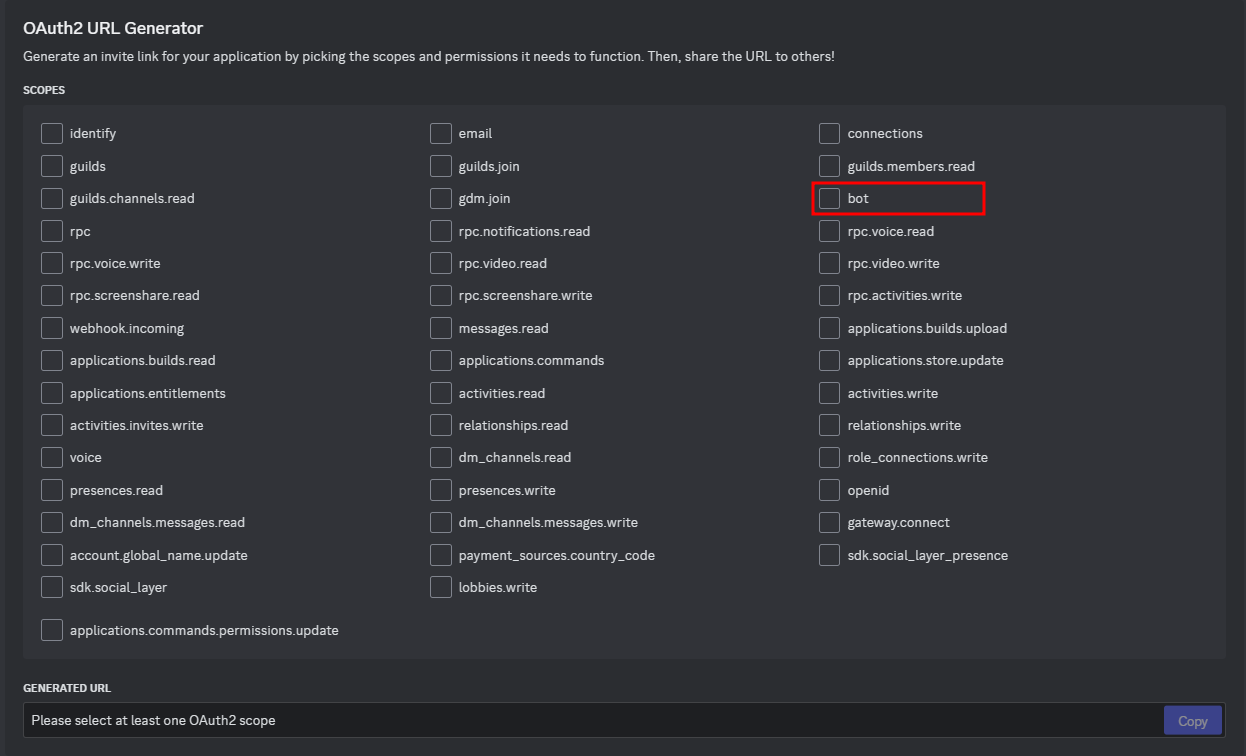 OAuth2 URL Generator
Generate an invite link for your application by picking the scopes and permissions it needs to function. Then, share the URL to others!
SCOPES
identify email connections
guilds guilds.join guilds.members.read
guilds.channels.read gdm.join bot
rpc rpc.notifications.read rpc.voice.read
rpc.voice.write rpc.video.read rpc.video.write
rpc.screenshare.read rpc.screenshare.write rpc.activities.write
webhook.incoming messages.read applications.builds.upload
applications.builds.read applications.commands applications.store.update
applications.entitlements activities.read activities.write
activities.invites.write relationships.read relationships.write
voice dm_channels.read role_connections.write
presences.read presences.write openid
dm_channels.messages.read dm_channels.messages.write gateway.connect
account.global_name.update payment_sources.country_code sdk.social_layer_presence
sdk.social_layer lobbies.write
applications.commands.permissions.update
GENERATED URL
Please select at least one OAuth2 scope Copy